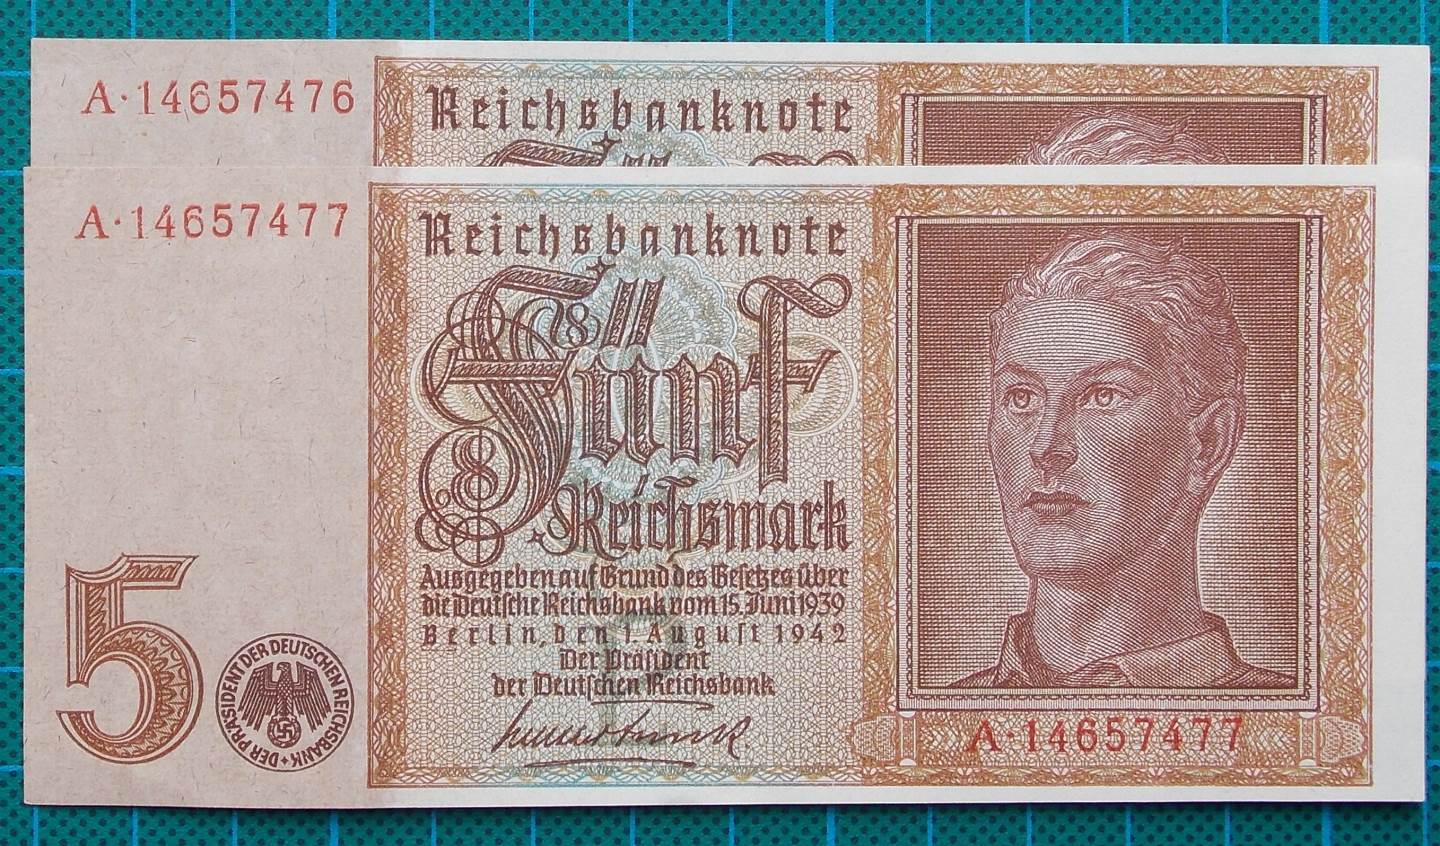 A·14657476
Reichsbanknote
A·14657477
Reichsbanknote
Fünf
Reichsmark
Ausgegeben auf Grund des Gesetzes über
die Deutsche Reichsbank vom 15. Juni 1939
Berlin, den 1. August 1942
Der Präsident
der Deutschen Reichsbank
5
DER PRÄSIDENT DER DEUTSCHEN REICHSBANK
A·14657477